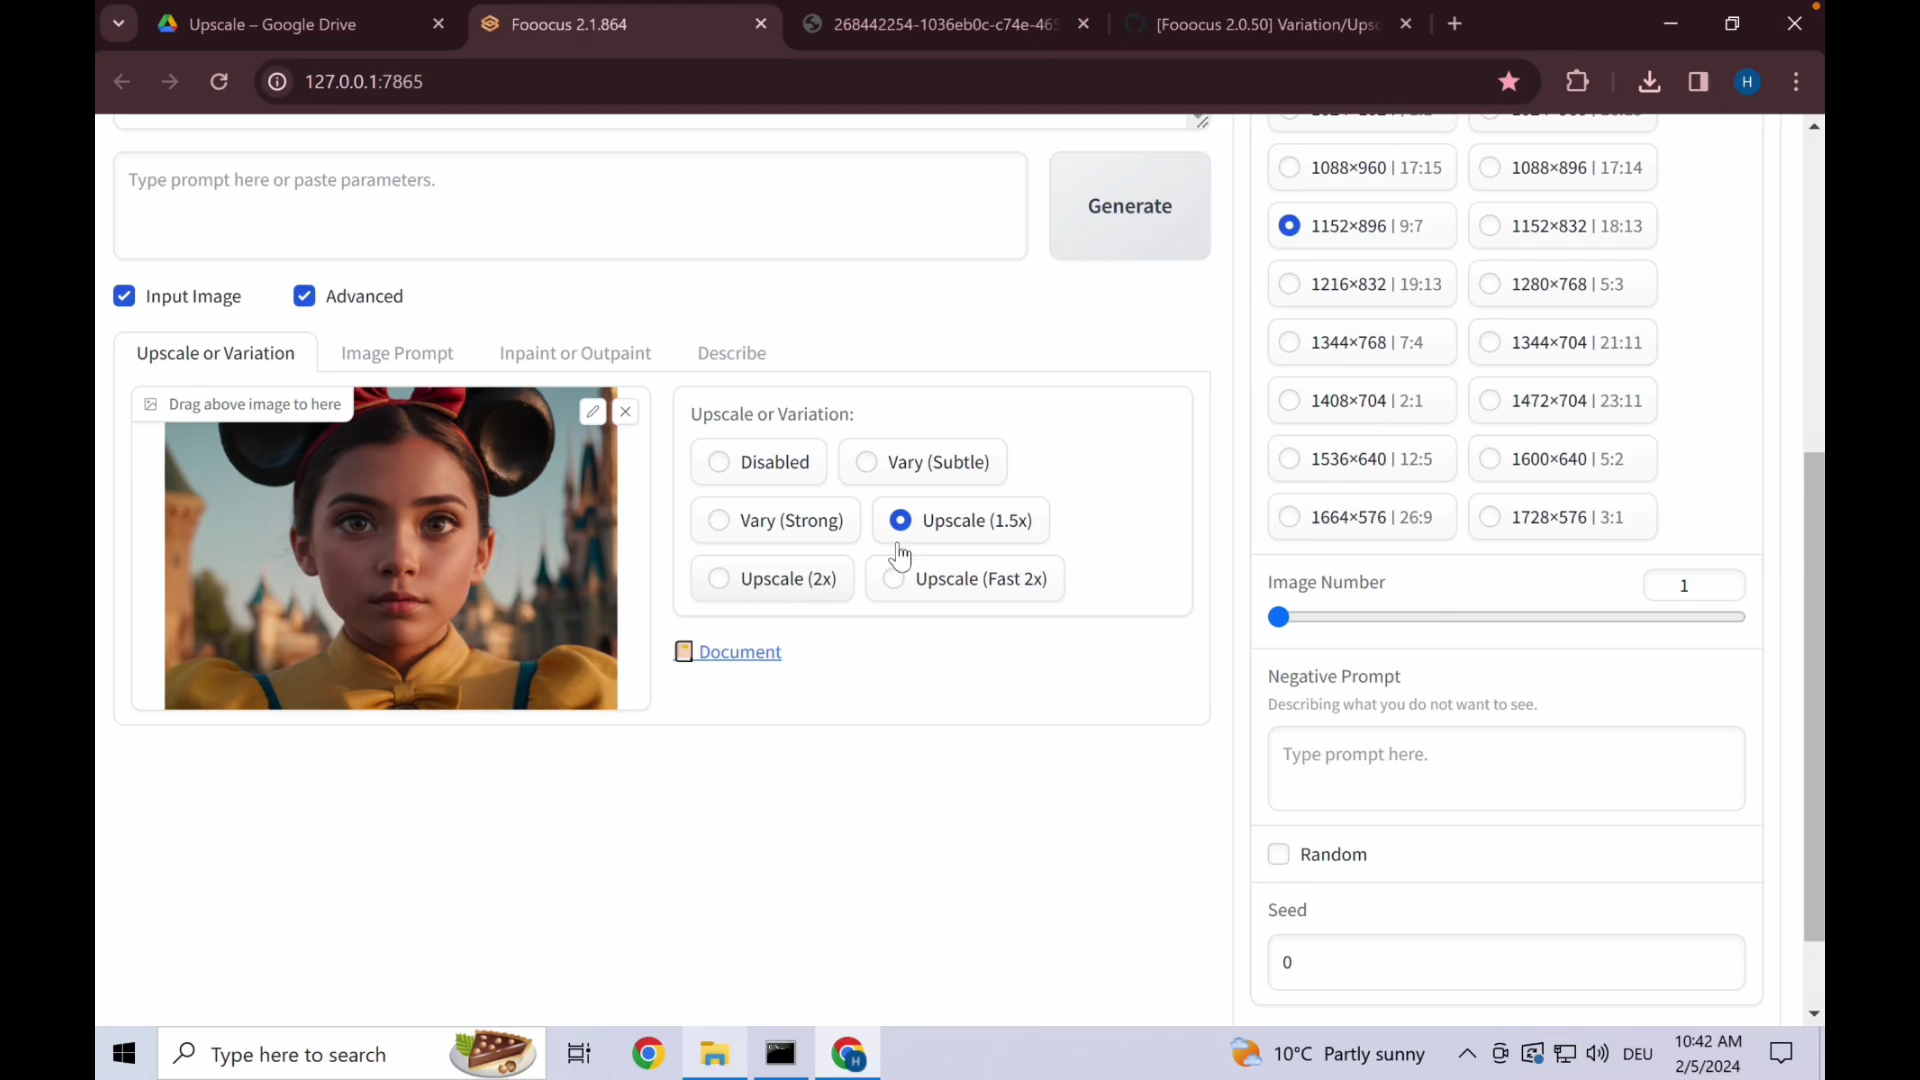 Upscale – Google Drive
Fooocus 2.1.864
268442254-1036eb0c-c74e-465
[Fooocus 2.0.50] Variation/Upsc
127.0.0.1:7865
H
Type prompt here or paste parameters.
Generate
Input Image
Advanced
Upscale or Variation
Image Prompt
Inpaint or Outpaint
Describe
Drag above image to here
Upscale or Variation:
Disabled
Vary (Subtle)
Vary (Strong)
Upscale (1.5x)
Upscale (2x)
Upscale (Fast 2x)
Document
1088×960 | 17:15
1088×896 | 17:14
1152×896 | 9:7
1152×832 | 18:13
1216×832 | 19:13
1280×768 | 5:3
1344×768 | 7:4
1344×704 | 21:11
1408×704 | 2:1
1472×704 | 23:11
1536×640 | 12:5
1600×640 | 5:2
1664×576 | 26:9
1728×576 | 3:1
Image Number
1
Negative Prompt
Describing what you do not want to see.
Type prompt here.
Random
Seed
0
Type here to search
H
10°C Partly sunny
DEU
10:42 AM
2/5/2024